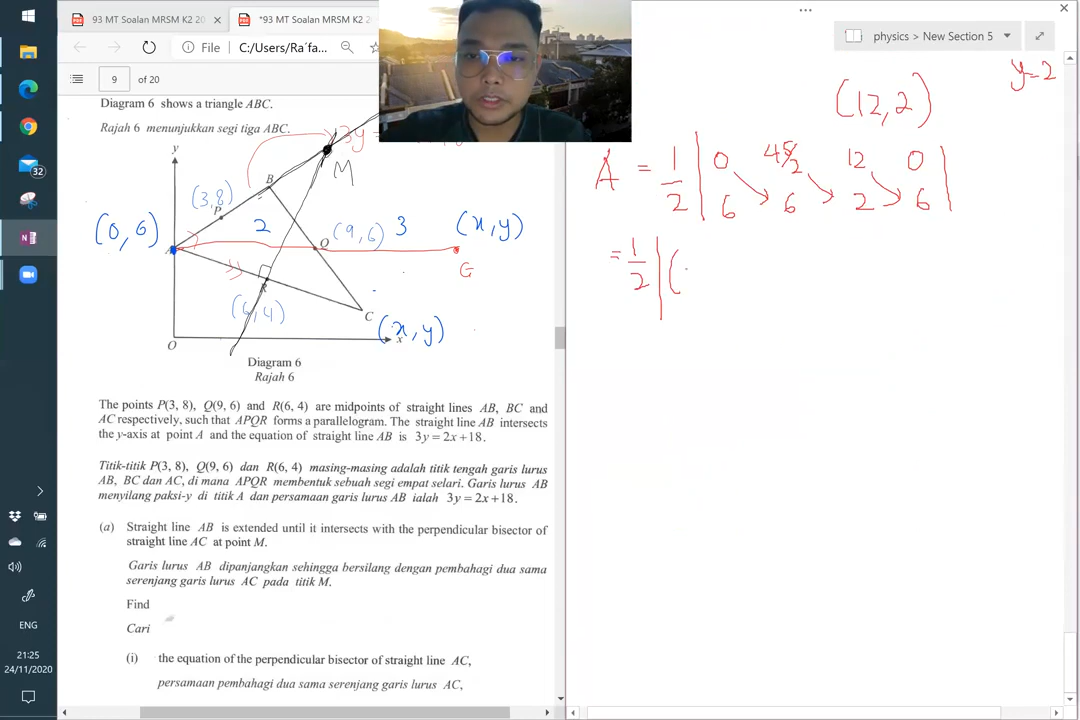 93 MT Soalan MRSM K2 20
*93 MT Soalan MRSM K2 20
File
C:/Users/Ra´fa...
9 of 20
Diagram 6 shows a triangle ABC.
Rajah 6 menunjukkan segi tiga ABC.
y
3y =
M
B
(3,8)
P
(0, 6)
2
Q
(9, 6)
3
(x, y)
G
R
(6, 4)
C
(x, y)
O
x
Diagram 6
Rajah 6
The points P(3, 8), Q(9, 6) and R(6, 4) are midpoints of straight lines AB, BC and
AC respectively, such that APQR forms a parallelogram. The straight line AB intersects
the y-axis at point A and the equation of straight line AB is 3y = 2x + 18.
Titik-titik P(3, 8), Q(9, 6) dan R(6, 4) masing-masing adalah titik tengah garis lurus
AB, BC dan AC, di mana APQR membentuk sebuah segi empat selari. Garis lurus AB
menyilang paksi-y di titik A dan persamaan garis lurus AB ialah 3y = 2x + 18.
(a) Straight line AB is extended until it intersects with the perpendicular bisector of
straight line AC at point M.
Garis lurus AB dipanjangkan sehingga bersilang dengan pembahagi dua sama
serenjang garis lurus AC pada titik M.
Find
Cari
(i) the equation of the perpendicular bisector of straight line AC,
persamaan pembahagi dua sama serenjang garis lurus AC,
physics > New Section 5
y=2
(12,2)
A = 1/2 | 0 45/2 12 0 |
6 6 2 6
= 1/2 | (
32
ENG
21:25
24/11/2020